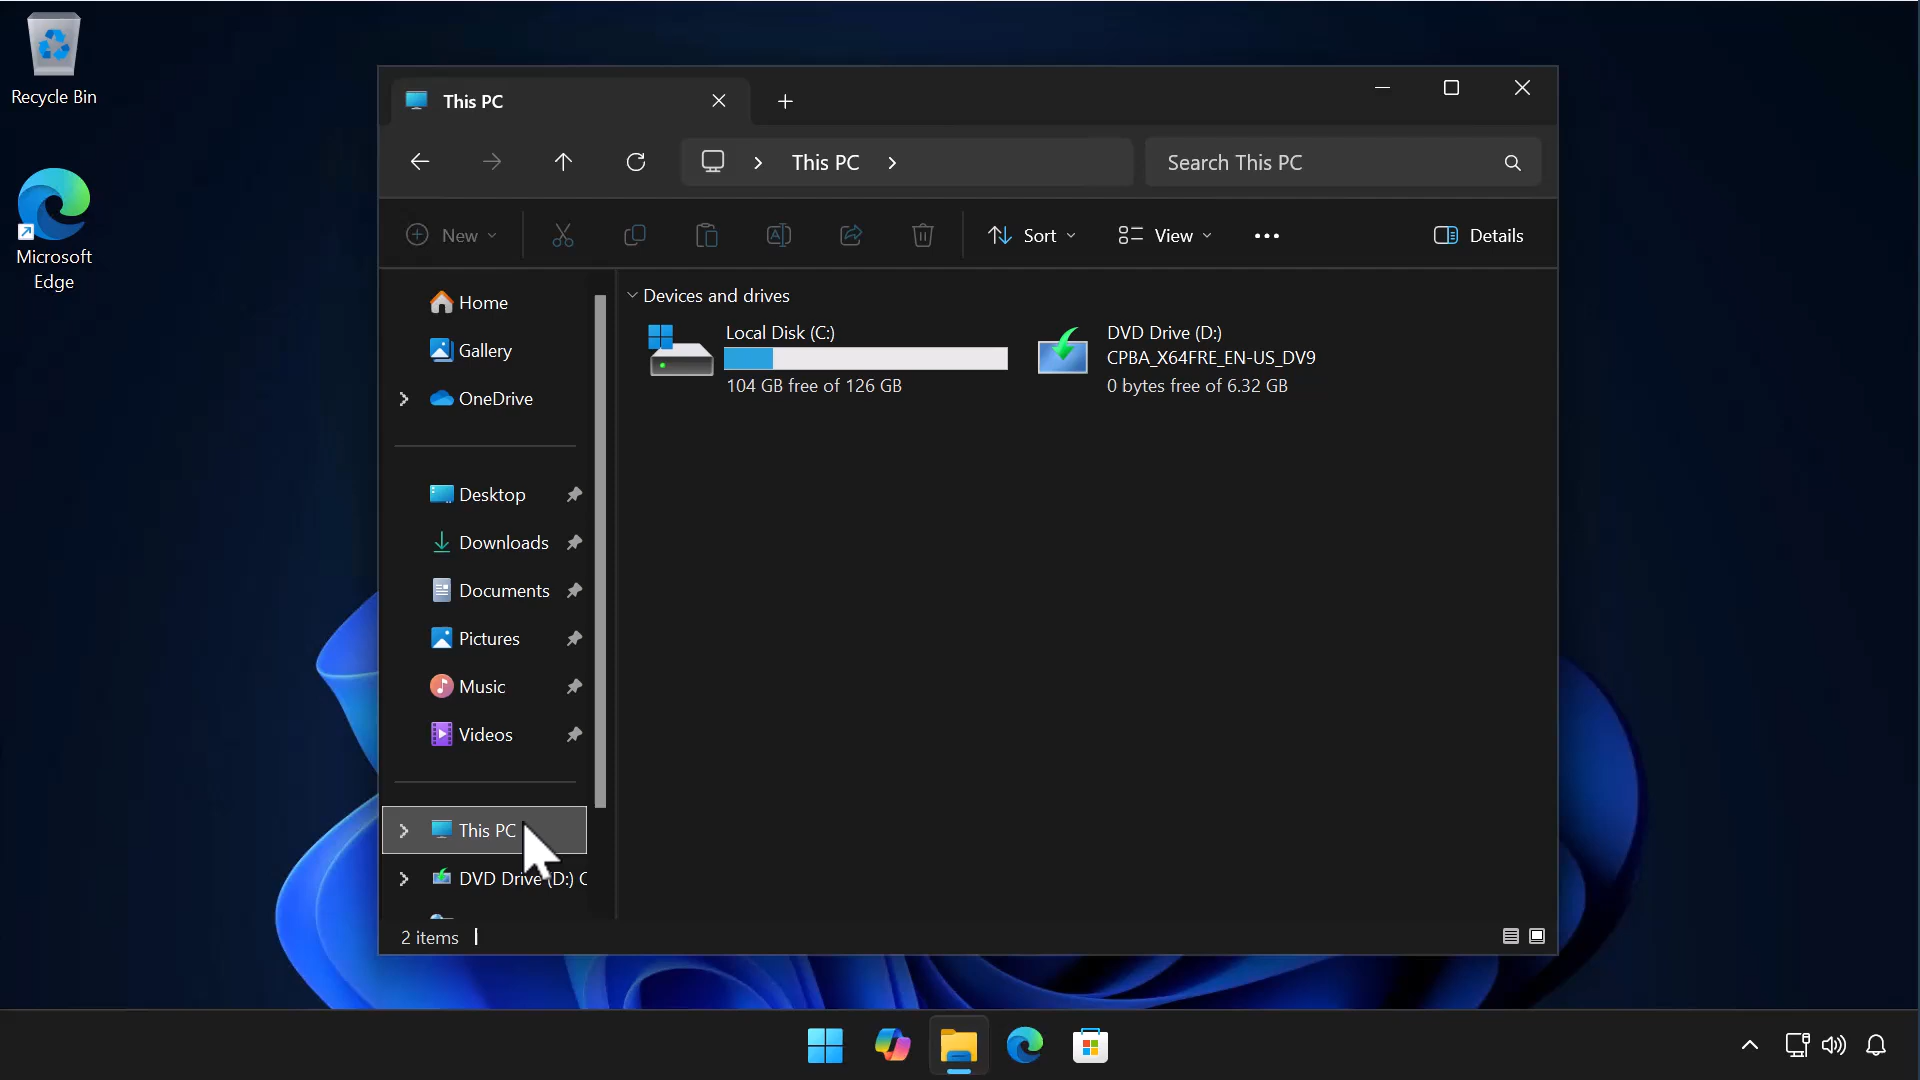 Recycle Bin
Microsoft
Edge
This PC
This PC
Search This PC
New
Sort
View
Details
Home
Gallery
OneDrive
Desktop
Downloads
Documents
Pictures
Music
Videos
This PC
DVD Drive (D:) C
Devices and drives
Local Disk (C:)
104 GB free of 126 GB
DVD Drive (D:)
CPBA_X64FRE_EN-US_DV9
0 bytes free of 6.32 GB
2 items